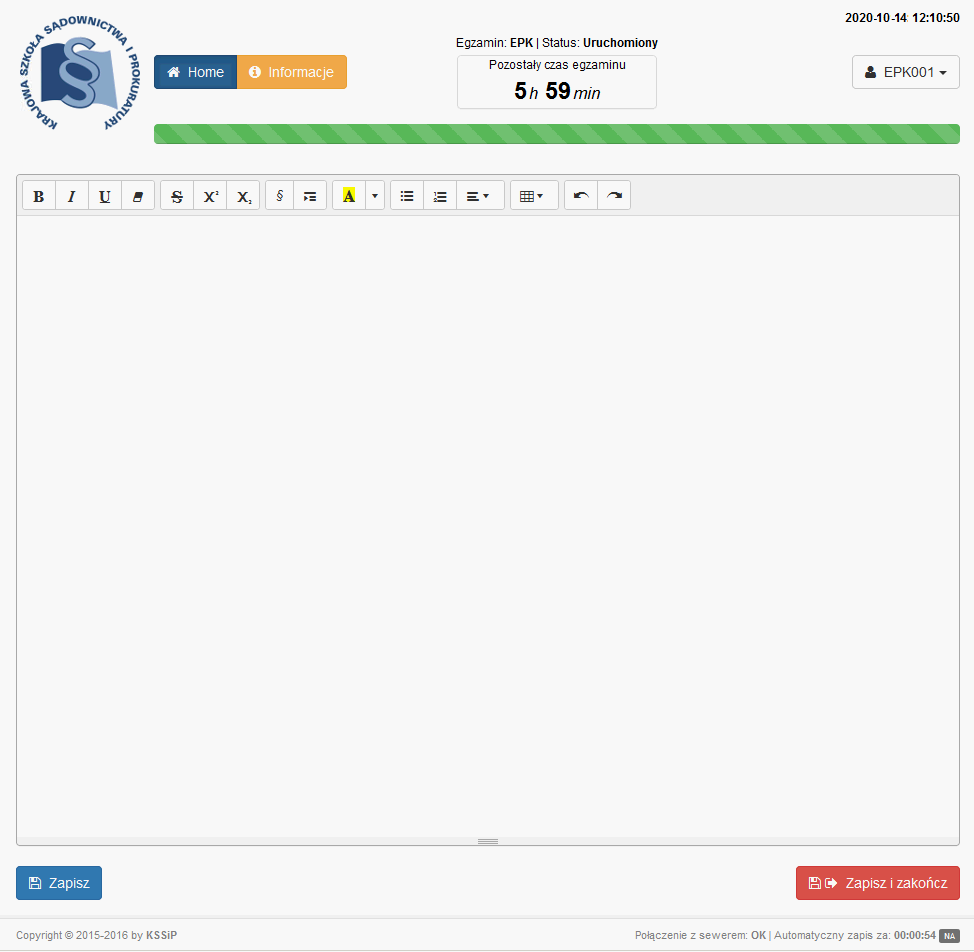 2020-10-14 12:10:50
KRAJOWA SZKOŁA SĄDOWNICTWA I PROKURATURY
Egzamin: EPK | Status: Uruchomiony
Home Informacje
Pozostały czas egzaminu
5 h 59 min
EPK001
B I U S X² X₂ § A
Zapisz
Zapisz i zakończ
Copyright © 2015-2016 by KSSiP
Połączenie z sewerem: OK | Automatyczny zapis za: 00:00:54 NA